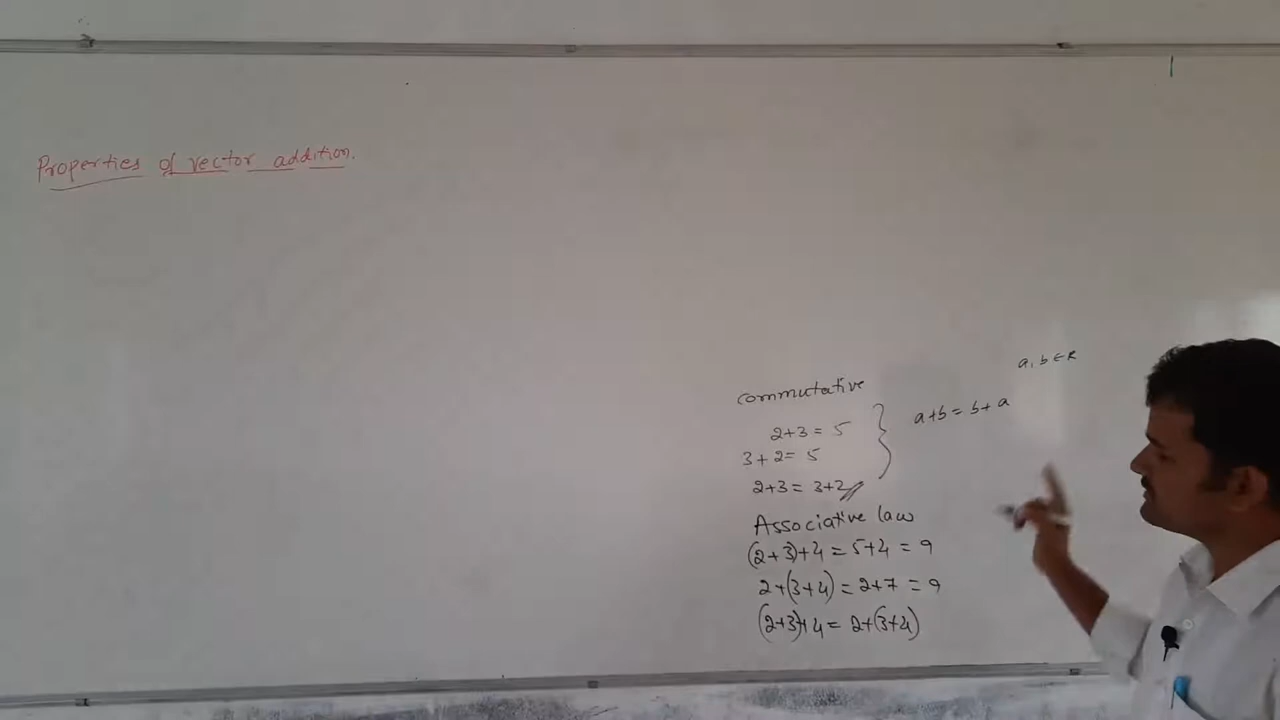 Properties of vector addition.
a, b ∈ R
commutative
2+3 = 5
a+b = b+a
3+2 = 5
2+3 = 3+2
Associative law
(2+3)+4 = 5+4 = 9
2+(3+4) = 2+7 = 9
(2+3)+4 = 2+(3+4)